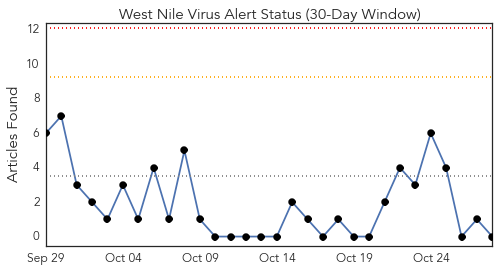 West Nile Virus Alert Status (30-Day Window)
Articles Found
12
10
8
6
4
2
0
Sep 29 Oct 04 Oct 09 Oct 14 Oct 19 Oct 24